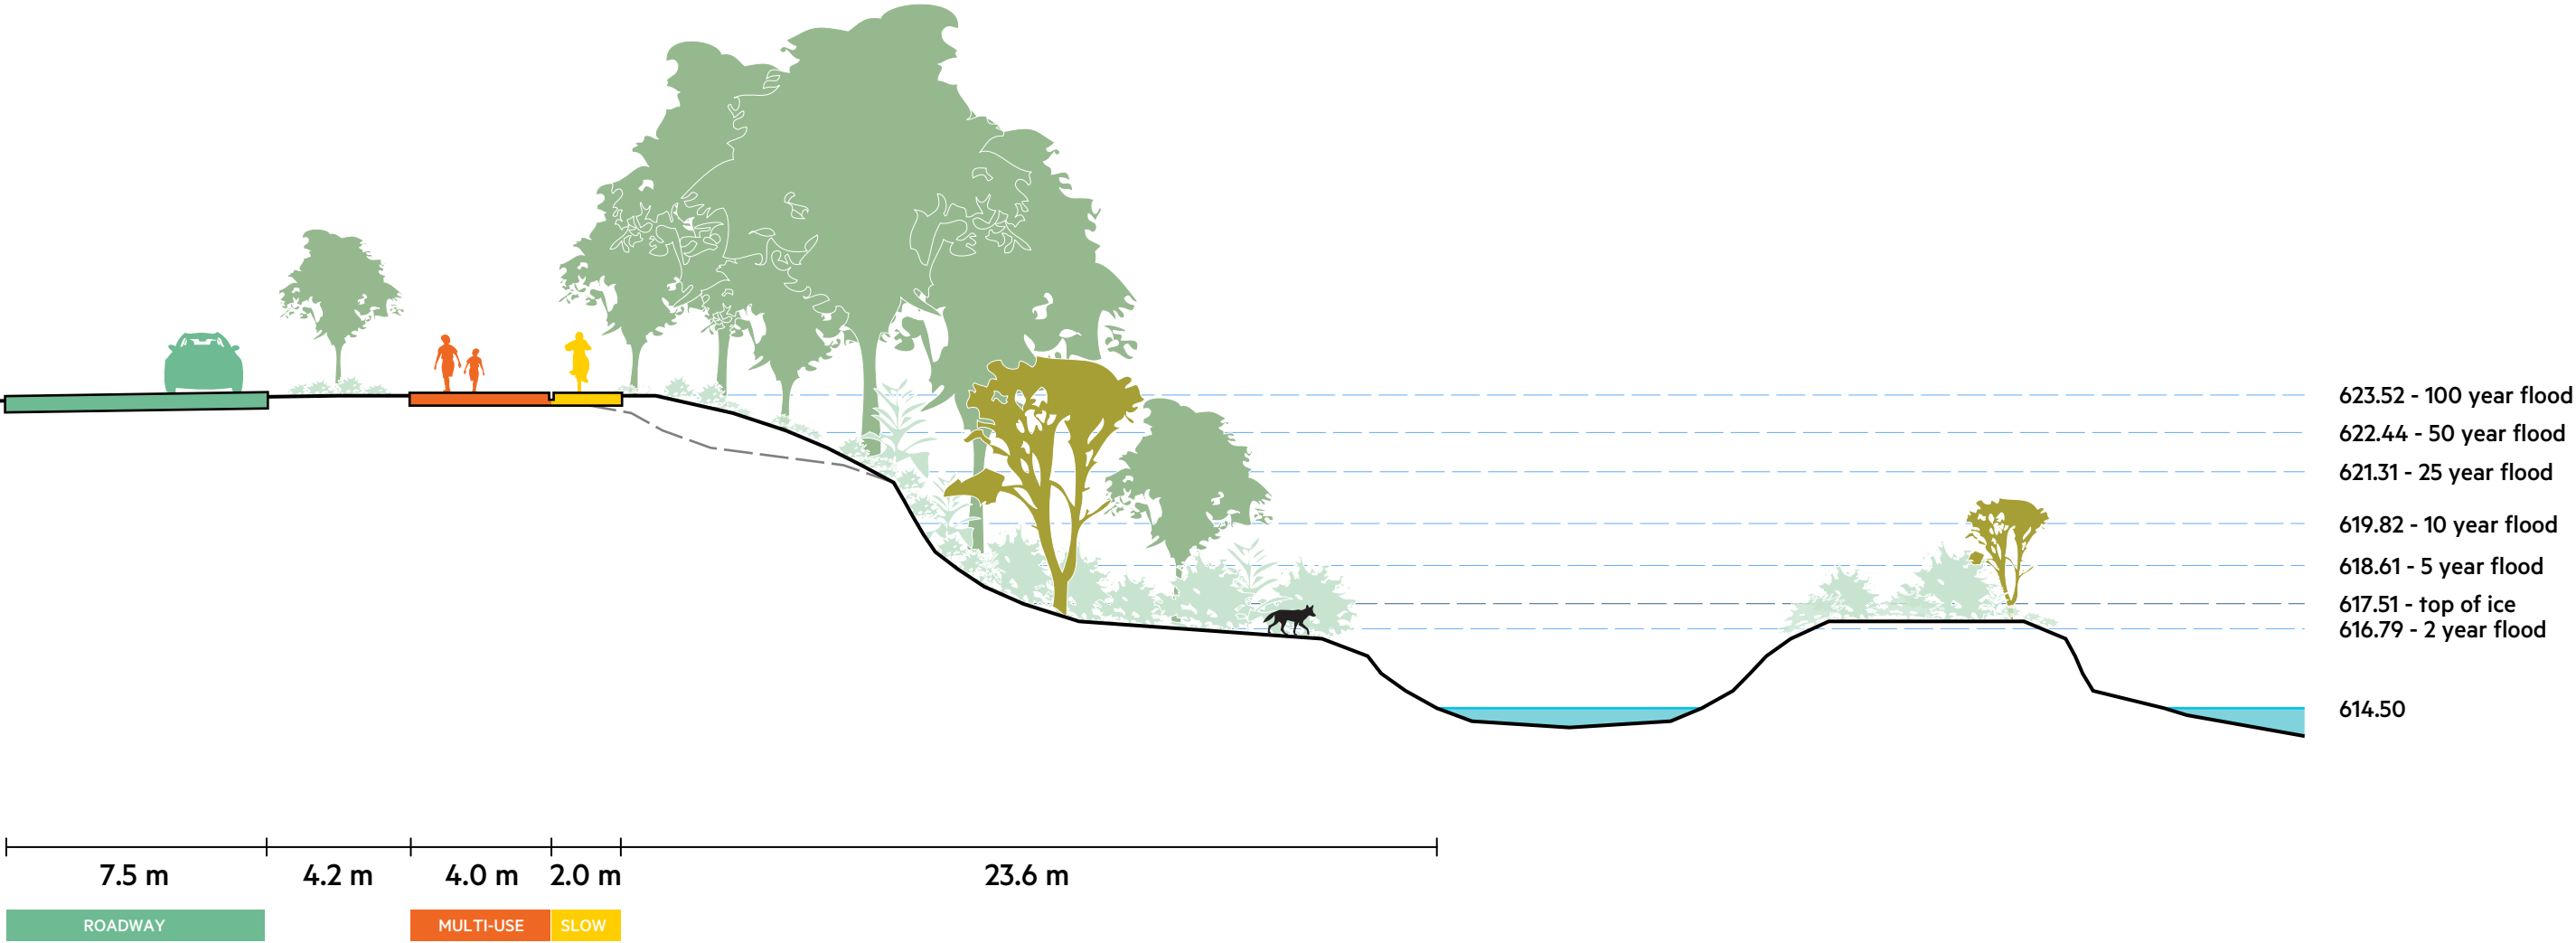 623.52 - 100 year flood
622.44 - 50 year flood
621.31 - 25 year flood
619.82 - 10 year flood
618.61 - 5 year flood
617.51 - top of ice
616.79 - 2 year flood
614.50
7.5 m 4.2 m 4.0 m 2.0 m 23.6 m
ROADWAY MULTI-USE SLOW